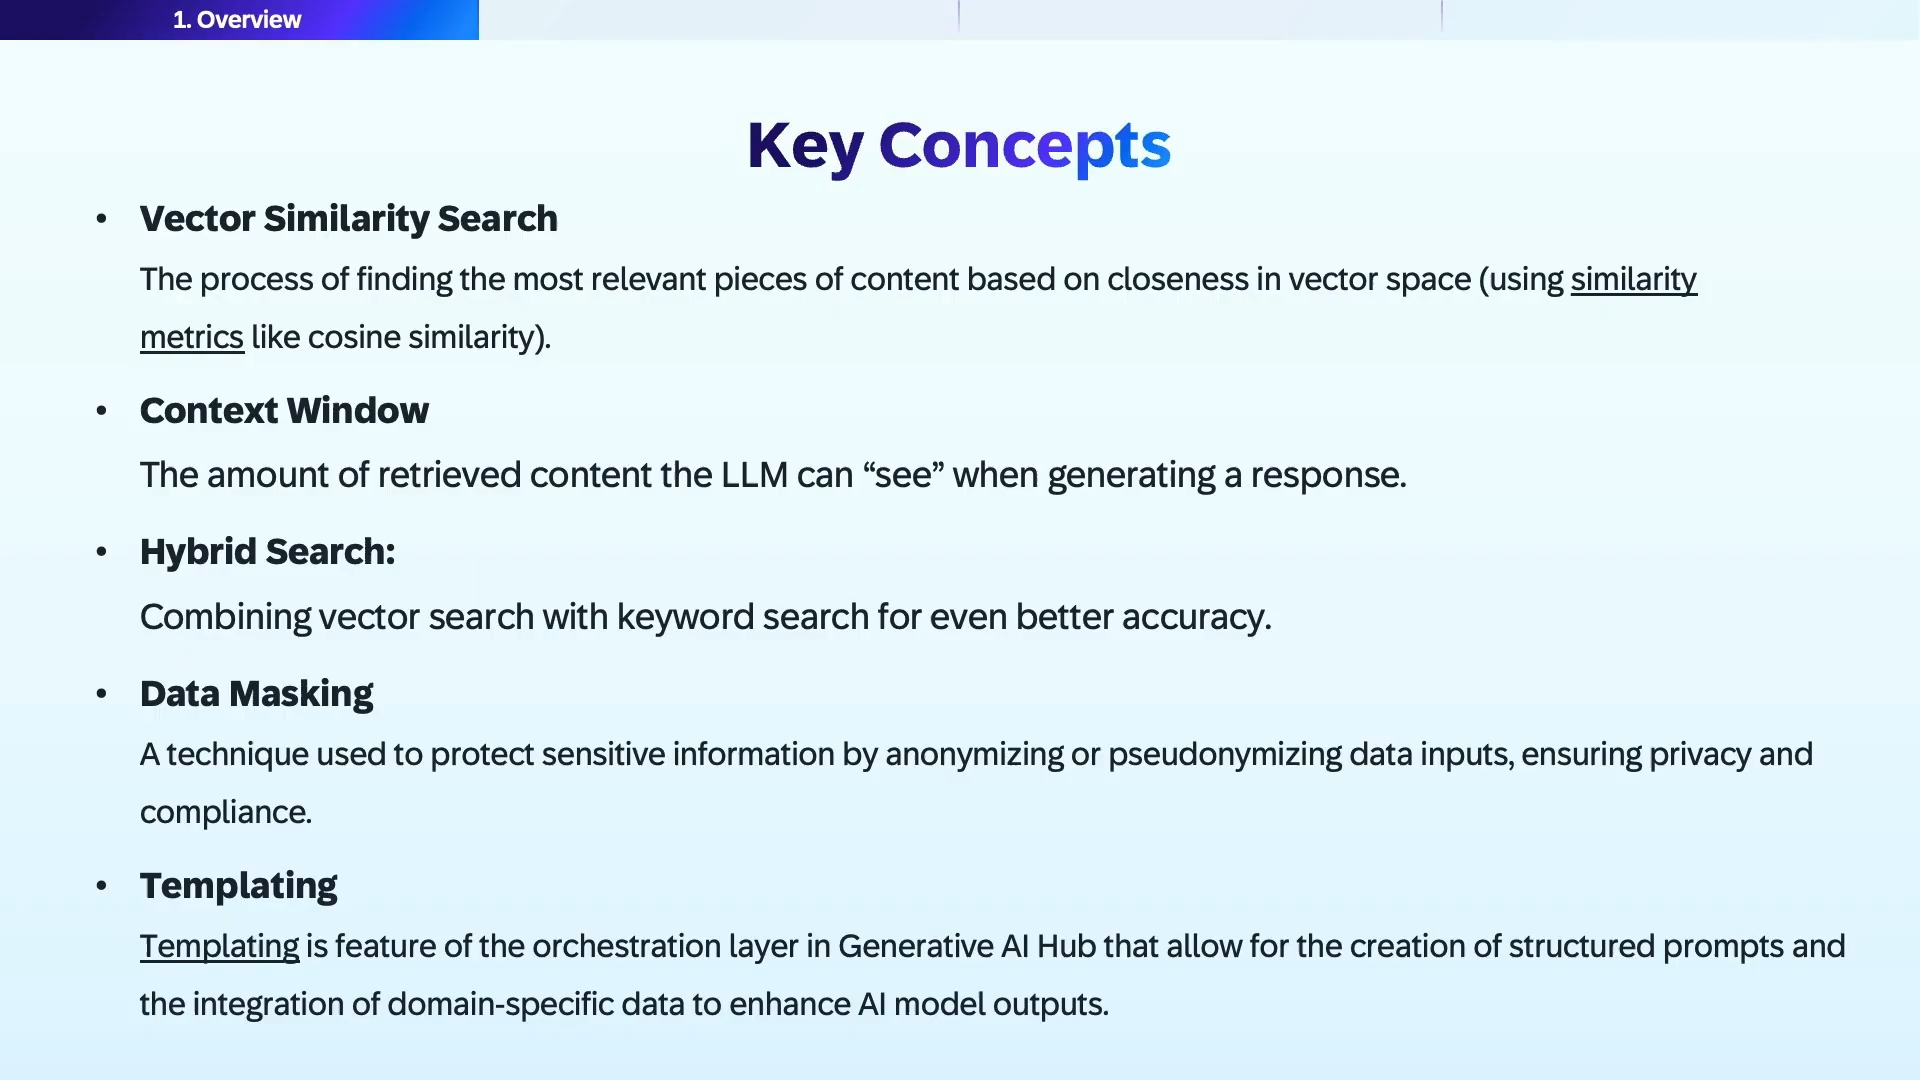 1. Overview
Key Concepts
• Vector Similarity Search
The process of finding the most relevant pieces of content based on closeness in vector space (using similarity
metrics like cosine similarity).
• Context Window
The amount of retrieved content the LLM can “see” when generating a response.
• Hybrid Search:
Combining vector search with keyword search for even better accuracy.
• Data Masking
A technique used to protect sensitive information by anonymizing or pseudonymizing data inputs, ensuring privacy and
compliance.
• Templating
Templating is feature of the orchestration layer in Generative AI Hub that allow for the creation of structured prompts and
the integration of domain-specific data to enhance AI model outputs.